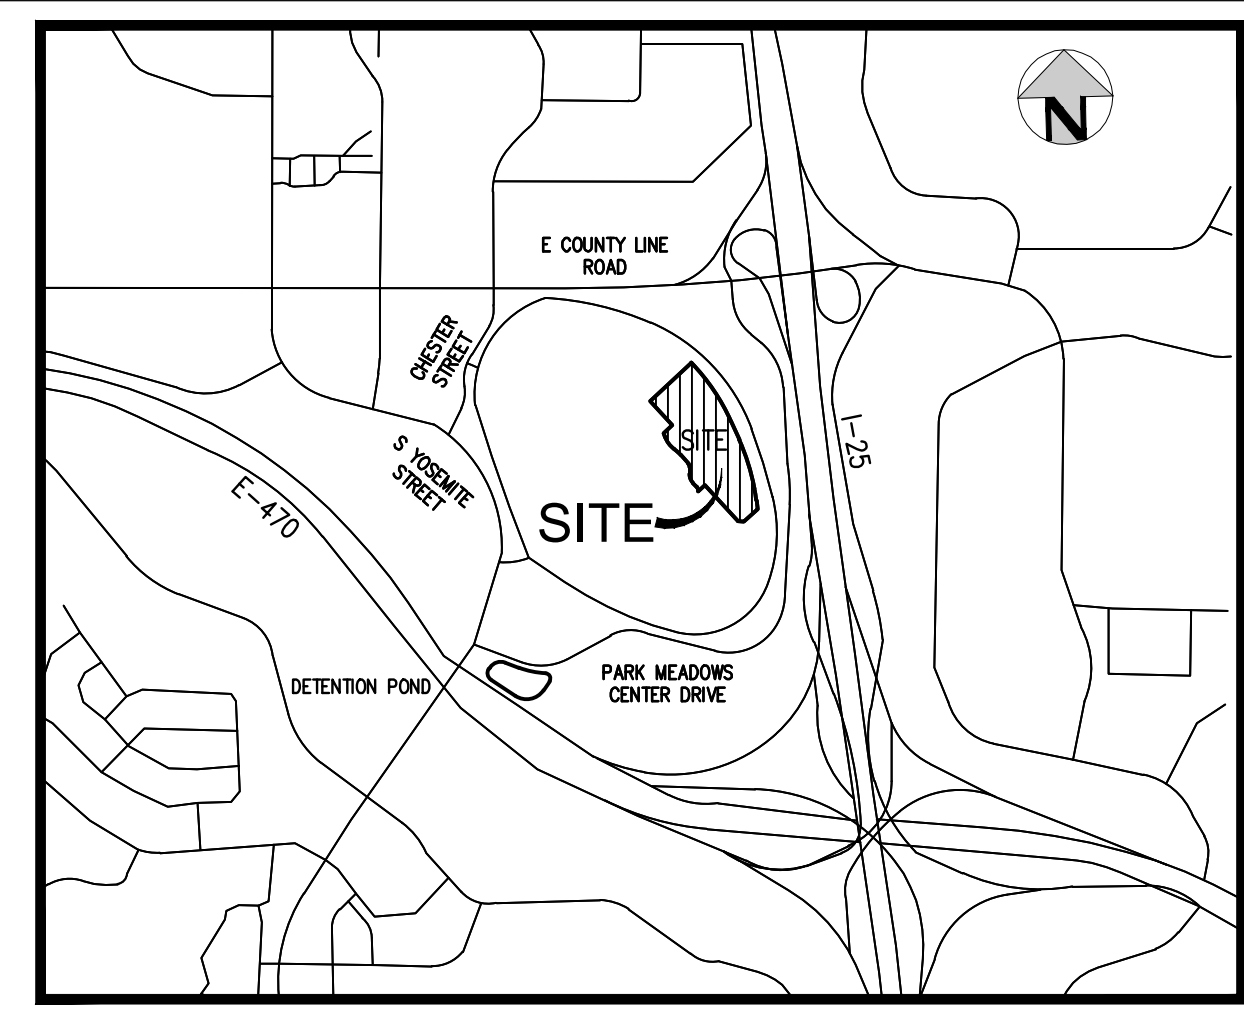 N
E COUNTY LINE
ROAD
CHESTER
STREET
SITE
I-25
S YOSEMITE
STREET
E-470
SITE
DETENTION POND
PARK MEADOWS
CENTER DRIVE